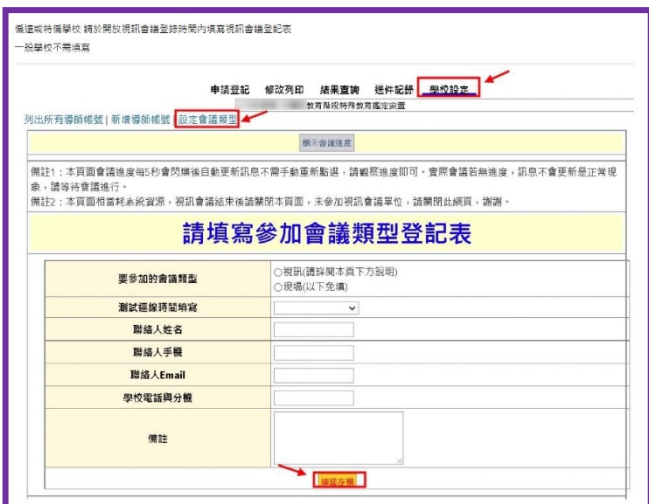 偏遠或特偏學校 請於開放視訊會議登錄時間內填寫視訊會議登記表
一般學校不需填寫
申請登記 修改列印 結果查詢 送件記錄 學校設定
教育階段特殊教育鑑定安置
列出所有導師帳號 | 新增導師帳號 | 設定會議類型
顯示會議進度
備註1：本頁面會議進度每5秒會閃爍後自動更新訊息不需手動重新點選，請觀察進度即可。實際會議若無進度，訊息不會更新是正常現
象，請等待會議進行。
備註2：本頁面相當耗系統資源，視訊會議結束後請關閉本頁面，未參加視訊會議單位，請關閉此網頁，謝謝。
請填寫參加會議類型登記表
要參加的會議類型
○視訊(請詳閱本頁下方說明)
○現場(以下免填)
測試連線時間填寫
聯絡人姓名
聯絡人手機
聯絡人Email
學校電話與分機
備註
確認存檔